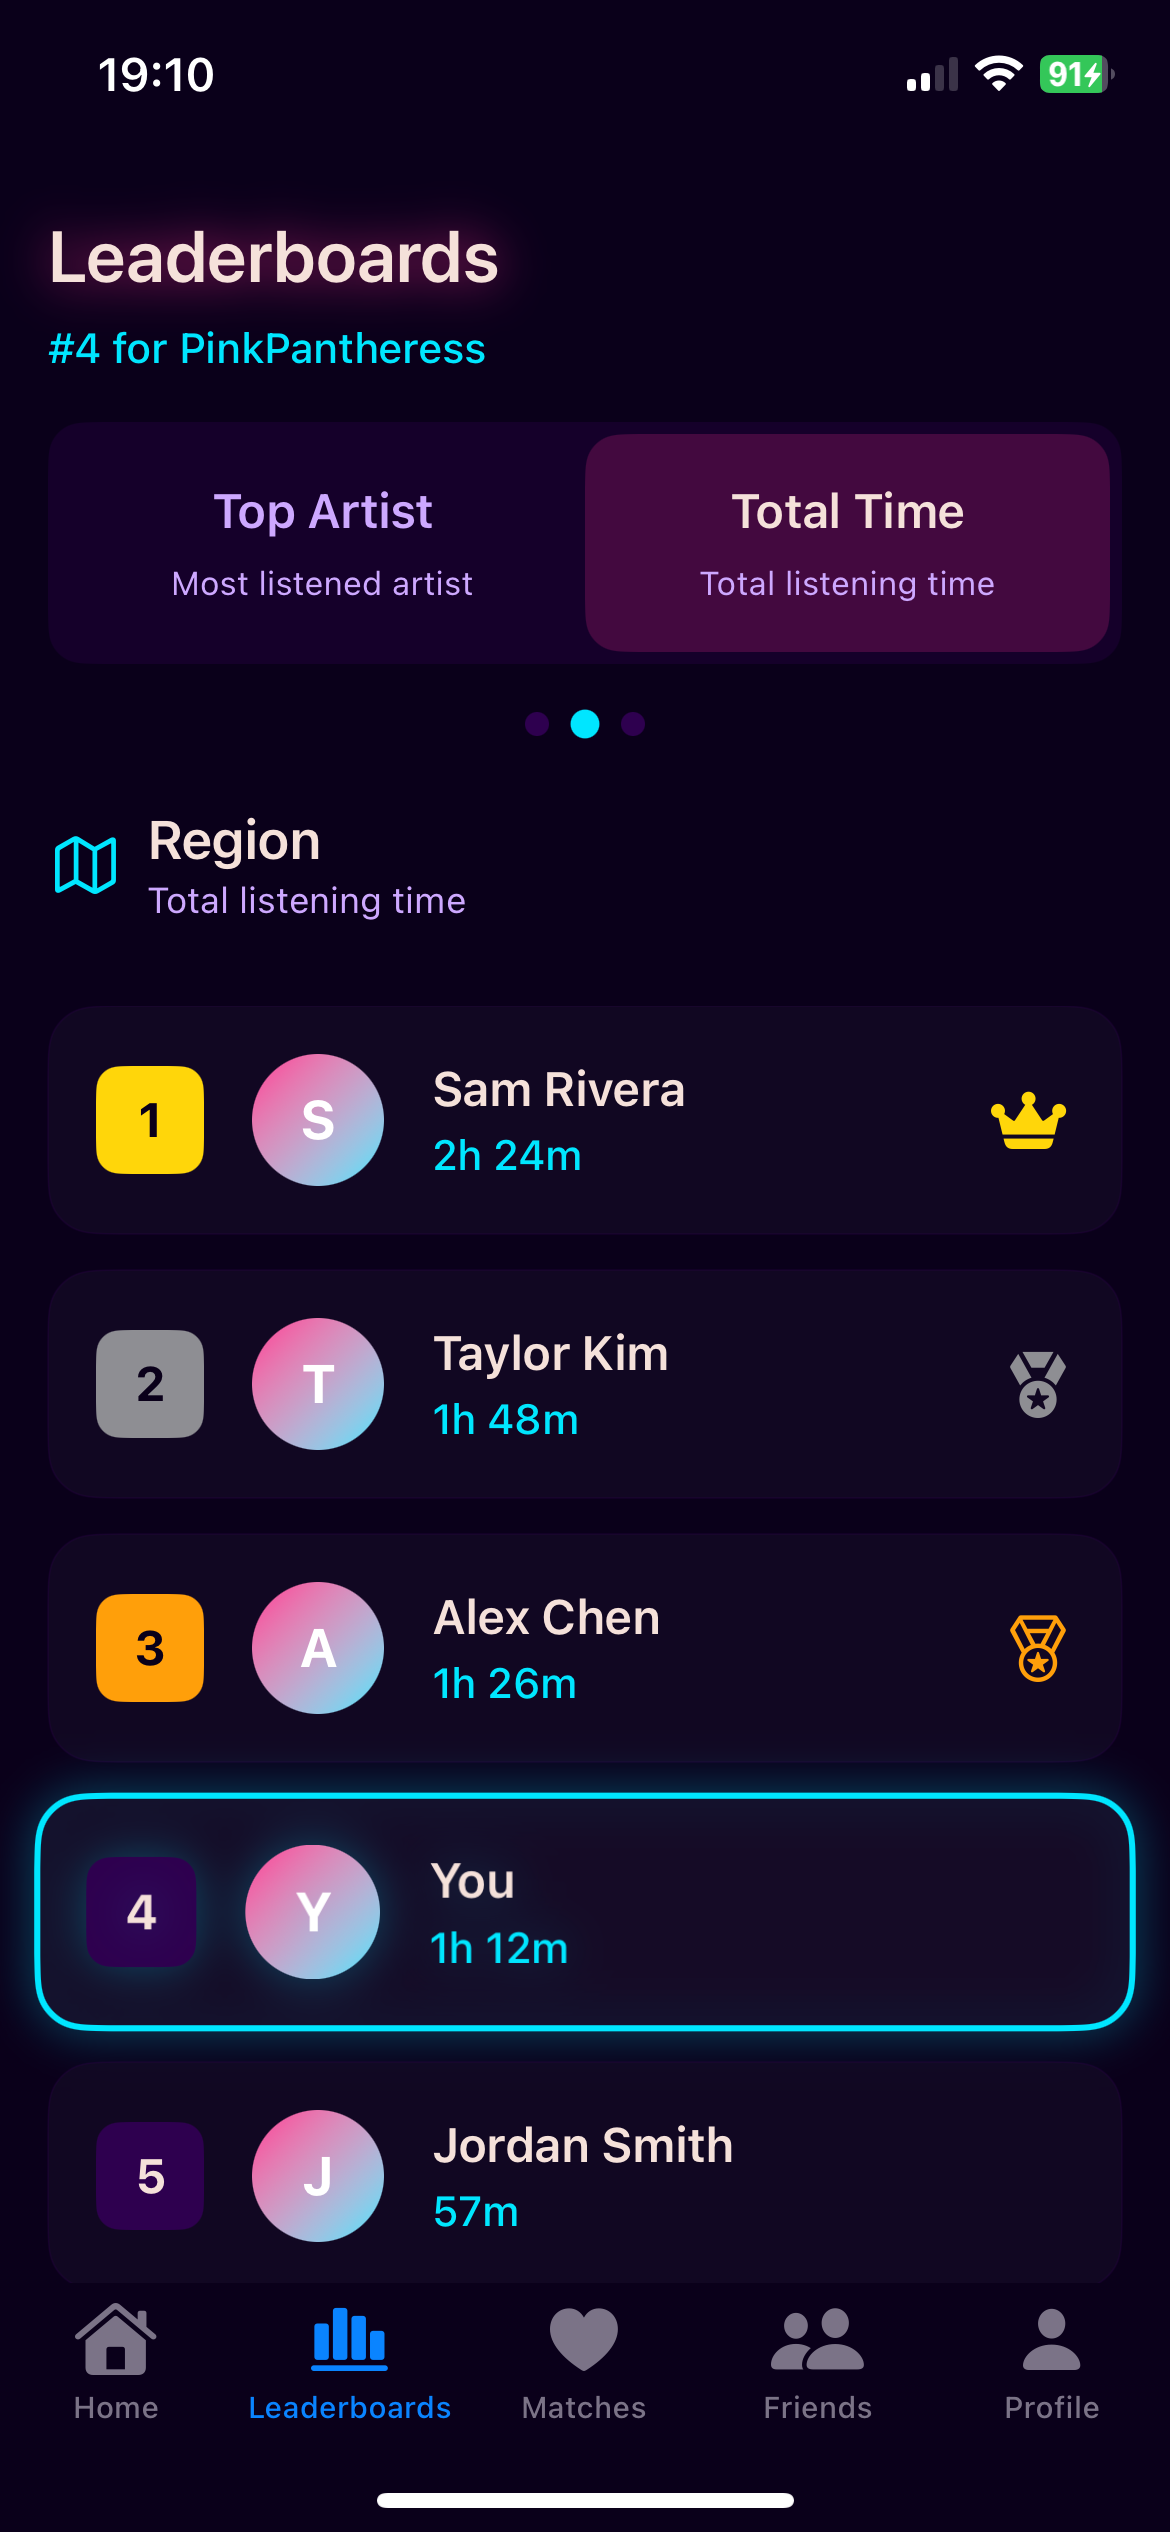 19:10
91
Leaderboards
#4 for PinkPantheress
Top Artist
Most listened artist
Total Time
Total listening time
Region
Total listening time
1
S
Sam Rivera
2h 24m
2
T
Taylor Kim
1h 48m
3
A
Alex Chen
1h 26m
4
Y
You
1h 12m
5
J
Jordan Smith
57m
Home
Leaderboards
Matches
Friends
Profile